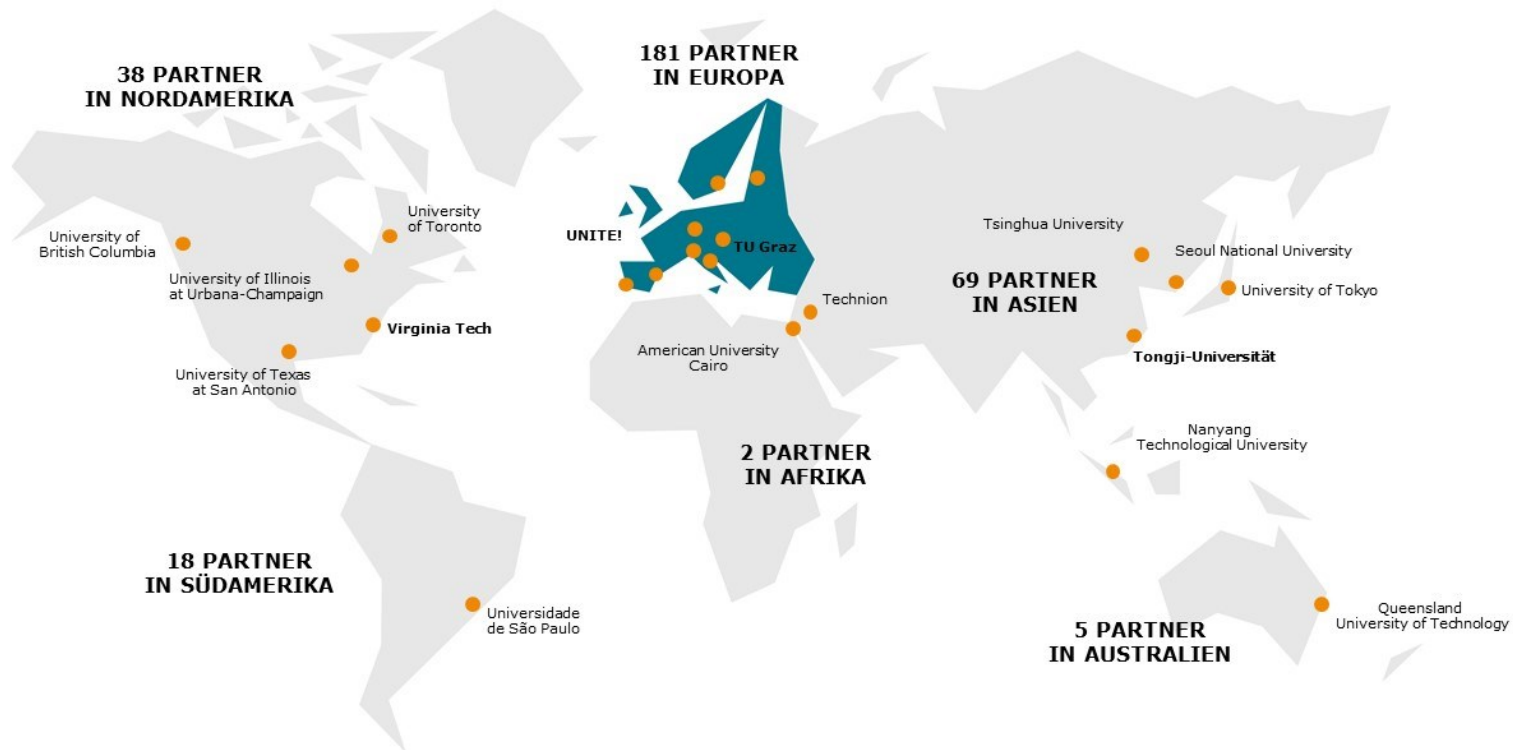 38 PARTNER
IN NORDAMERIKA
181 PARTNER
IN EUROPA
University
of Toronto
University of
British Columbia
University of Illinois
at Urbana-Champaign
Virginia Tech
University of Texas
at San Antonio
UNITE!
TU Graz
Technion
American University
Cairo
Tsinghua University
Seoul National University
69 PARTNER
IN ASIEN
University of Tokyo
Tongji-Universität
Nanyang
Technological University
2 PARTNER
IN AFRIKA
18 PARTNER
IN SÜDAMERIKA
Universidade
de São Paulo
5 PARTNER
IN AUSTRALIEN
Queensland
University of Technology